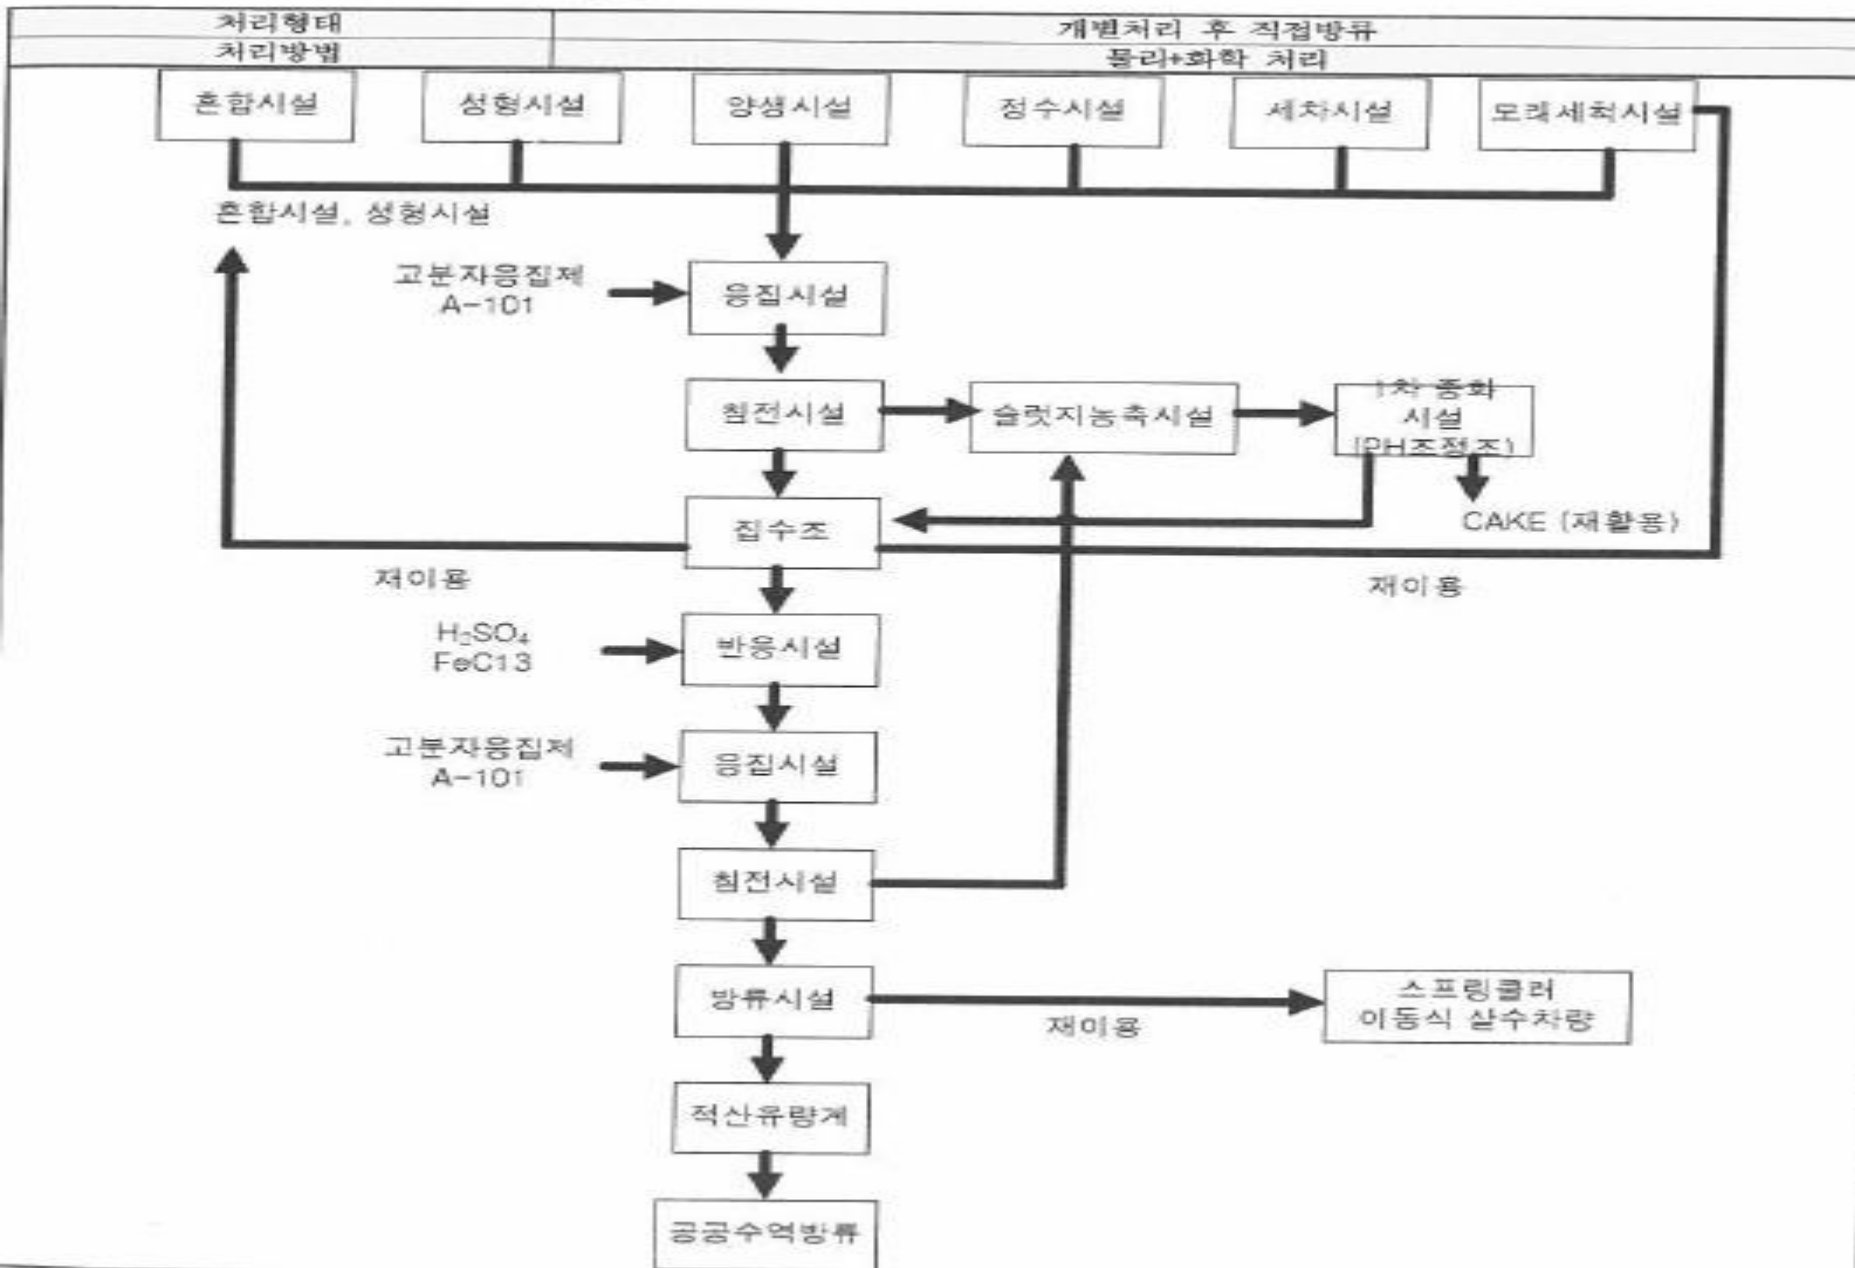 처리형태
개별처리 후 직접방류
처리방법
물리+화학 처리
혼합시설
성형시설
양생시설
정수시설
세차시설
모래세척시설
혼합시설, 성형시설
고분자응집제
A-101
응집시설
침전시설
슬럿지농축시설
1차 중화
시설
(PH조정조)
집수조
CAKE (재활용)
재이용
재이용
H₂SO₄
FeC13
반응시설
고분자응집제
A-101
응집시설
침전시설
방류시설
재이용
스프링쿨러
이동식 살수차량
적산유량계
공공수역방류